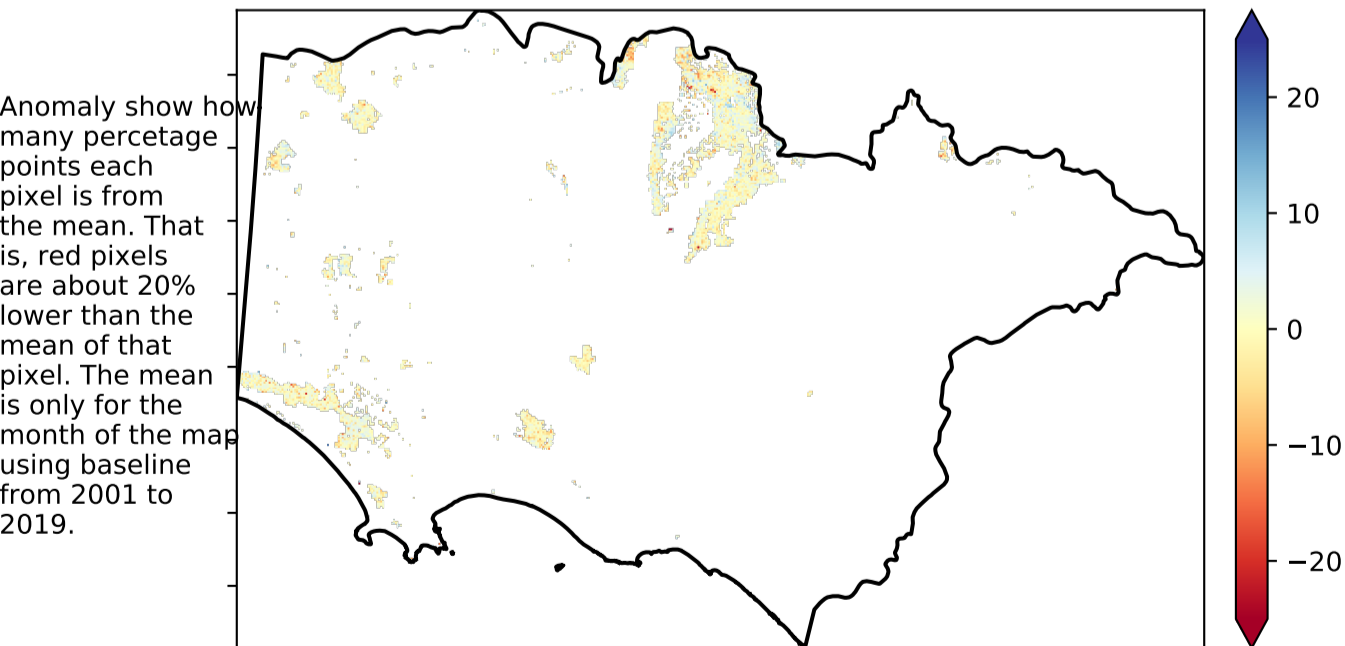 Anomaly show how
many percetage
points each
pixel is from
the mean. That
is, red pixels
are about 20%
lower than the
mean of that
pixel. The mean
is only for the
month of the map
using baseline
from 2001 to
2019.
20
10
0
−10
−20